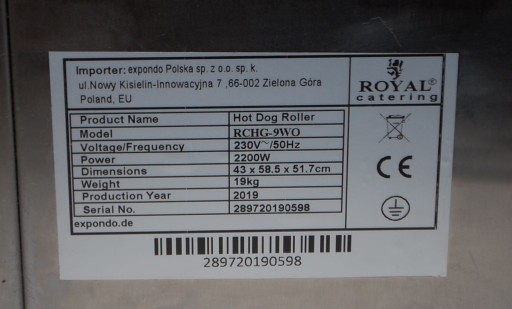 Importer: expondo Polska sp. z o.o. sp. k.
ul.Nowy Kisielin-Innowacyjna 7 ,66-002 Zielona Góra
Poland, EU
ROYAL®
catering
Product Name Hot Dog Roller
Model RCHG-9WO
Voltage/Frequency 230V~/50Hz
Power 2200W
Dimensions 43 x 58.5 x 51.7cm
Weight 19kg
Production Year 2019
Serial No. 289720190598
expondo.de
CE
289720190598